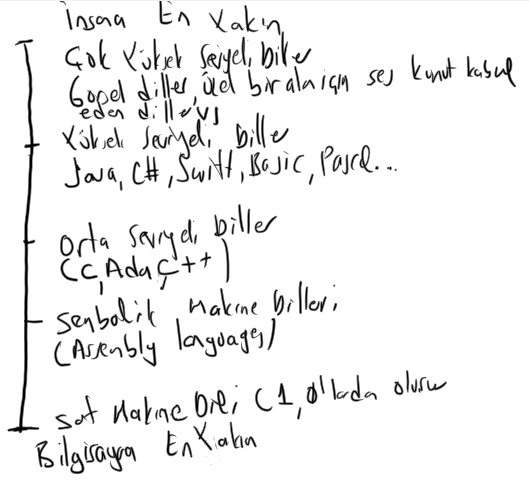 İnsana En Yakın
Çok Yüksek Seviyeli Diller
Görsel diller, özel bir alan için ses komut kabul
eden diller vs
Yüksek Seviyeli Diller
Java, C#, Swift, Basic, Pascal...
Orta Seviyeli Diller
(C, Ada, C++)
Sembolik Makine Dilleri
(Assembly languages)
Saf Makine Dili (1, 0'lardan oluşur
Bilgisayara En Yakın